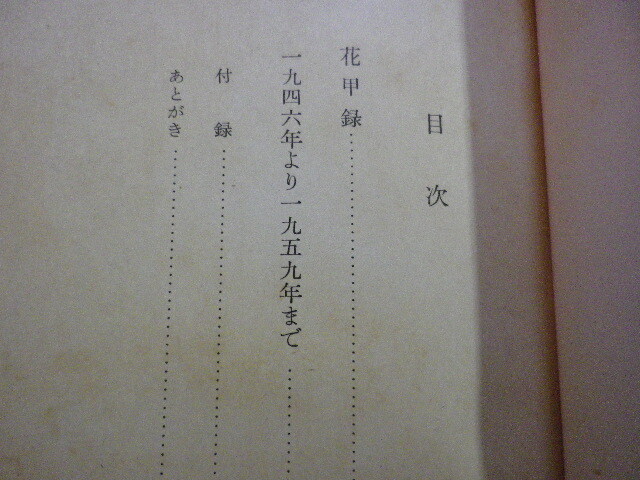 目次
花甲録
一九四六年より一九五九年まで
付録
あとがき